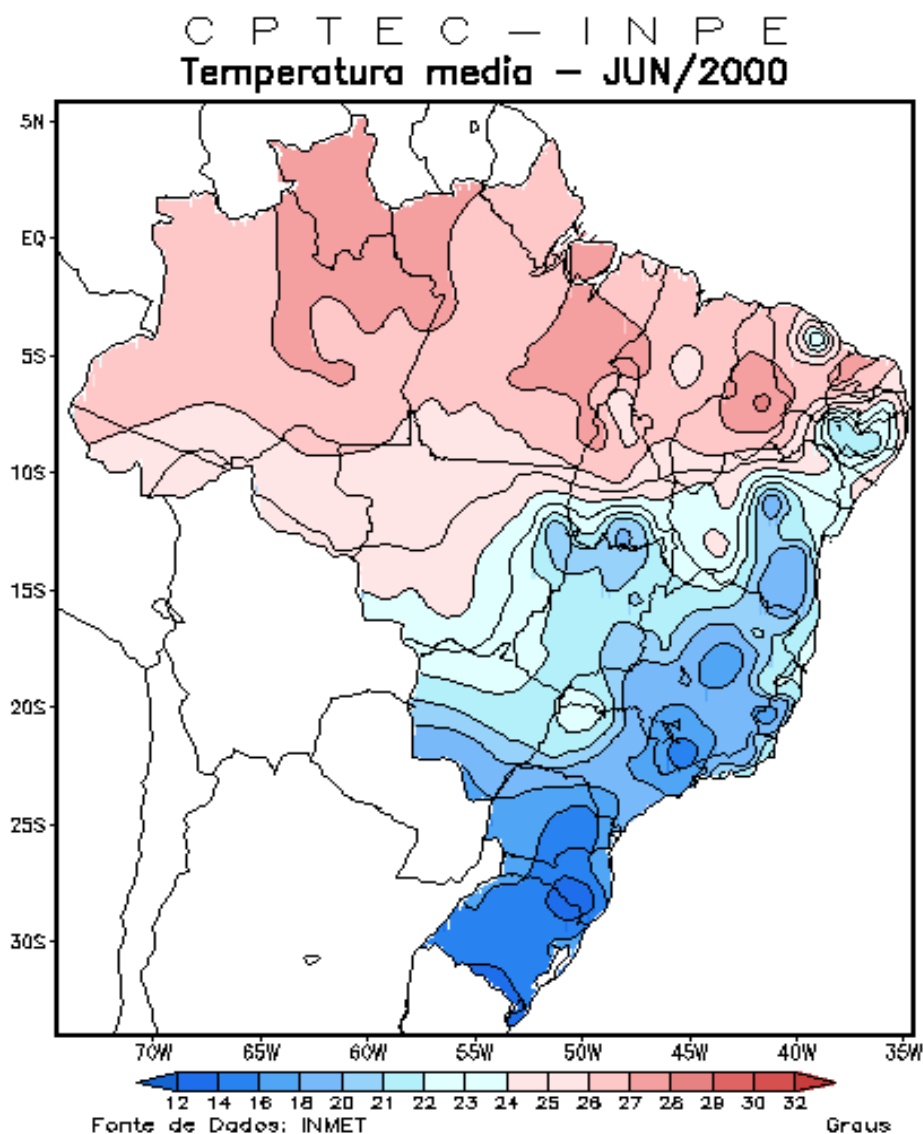 CPTEC-INPE
Temperatura media - JUN/2000
5N
EQ
5S
10S
15S
20S
25S
30S
70W 65W 60W 55W 50W 45W 40W 35W
12 14 16 18 20 21 22 23 24 25 26 27 28 29 30 32
Fonte de Dados: INMET Graus